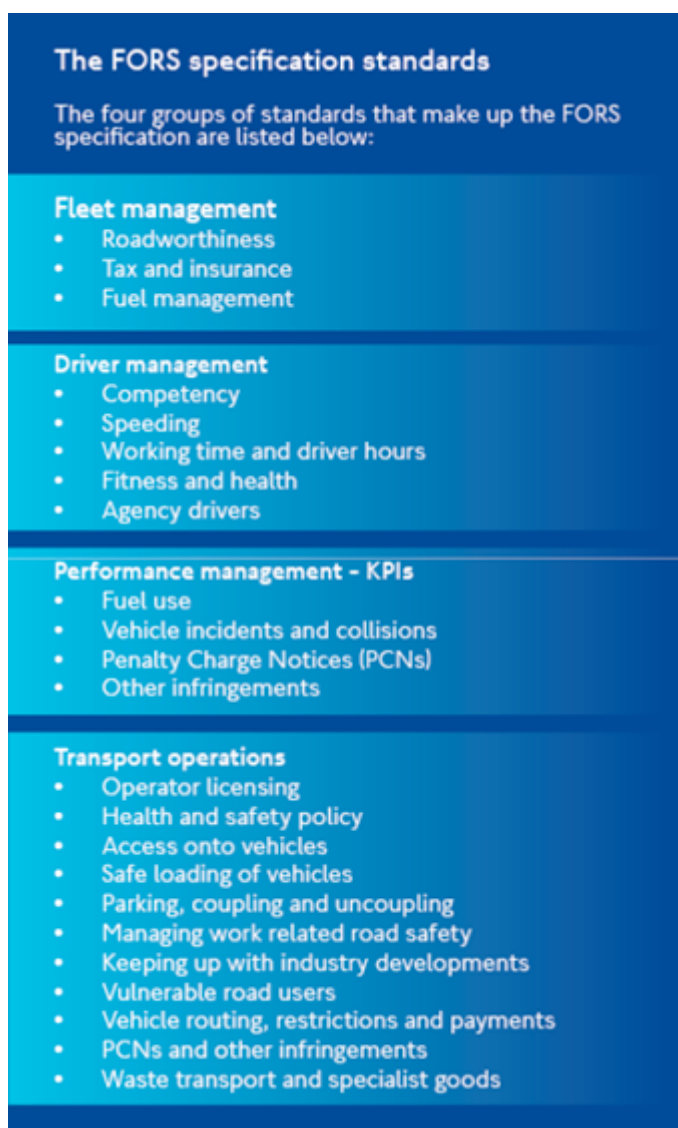 The FORS specification standards
The four groups of standards that make up the FORS
specification are listed below:
Fleet management
• Roadworthiness
• Tax and insurance
• Fuel management
Driver management
• Competency
• Speeding
• Working time and driver hours
• Fitness and health
• Agency drivers
Performance management - KPIs
• Fuel use
• Vehicle incidents and collisions
• Penalty Charge Notices (PCNs)
• Other infringements
Transport operations
• Operator licensing
• Health and safety policy
• Access onto vehicles
• Safe loading of vehicles
• Parking, coupling and uncoupling
• Managing work related road safety
• Keeping up with industry developments
• Vulnerable road users
• Vehicle routing, restrictions and payments
• PCNs and other infringements
• Waste transport and specialist goods